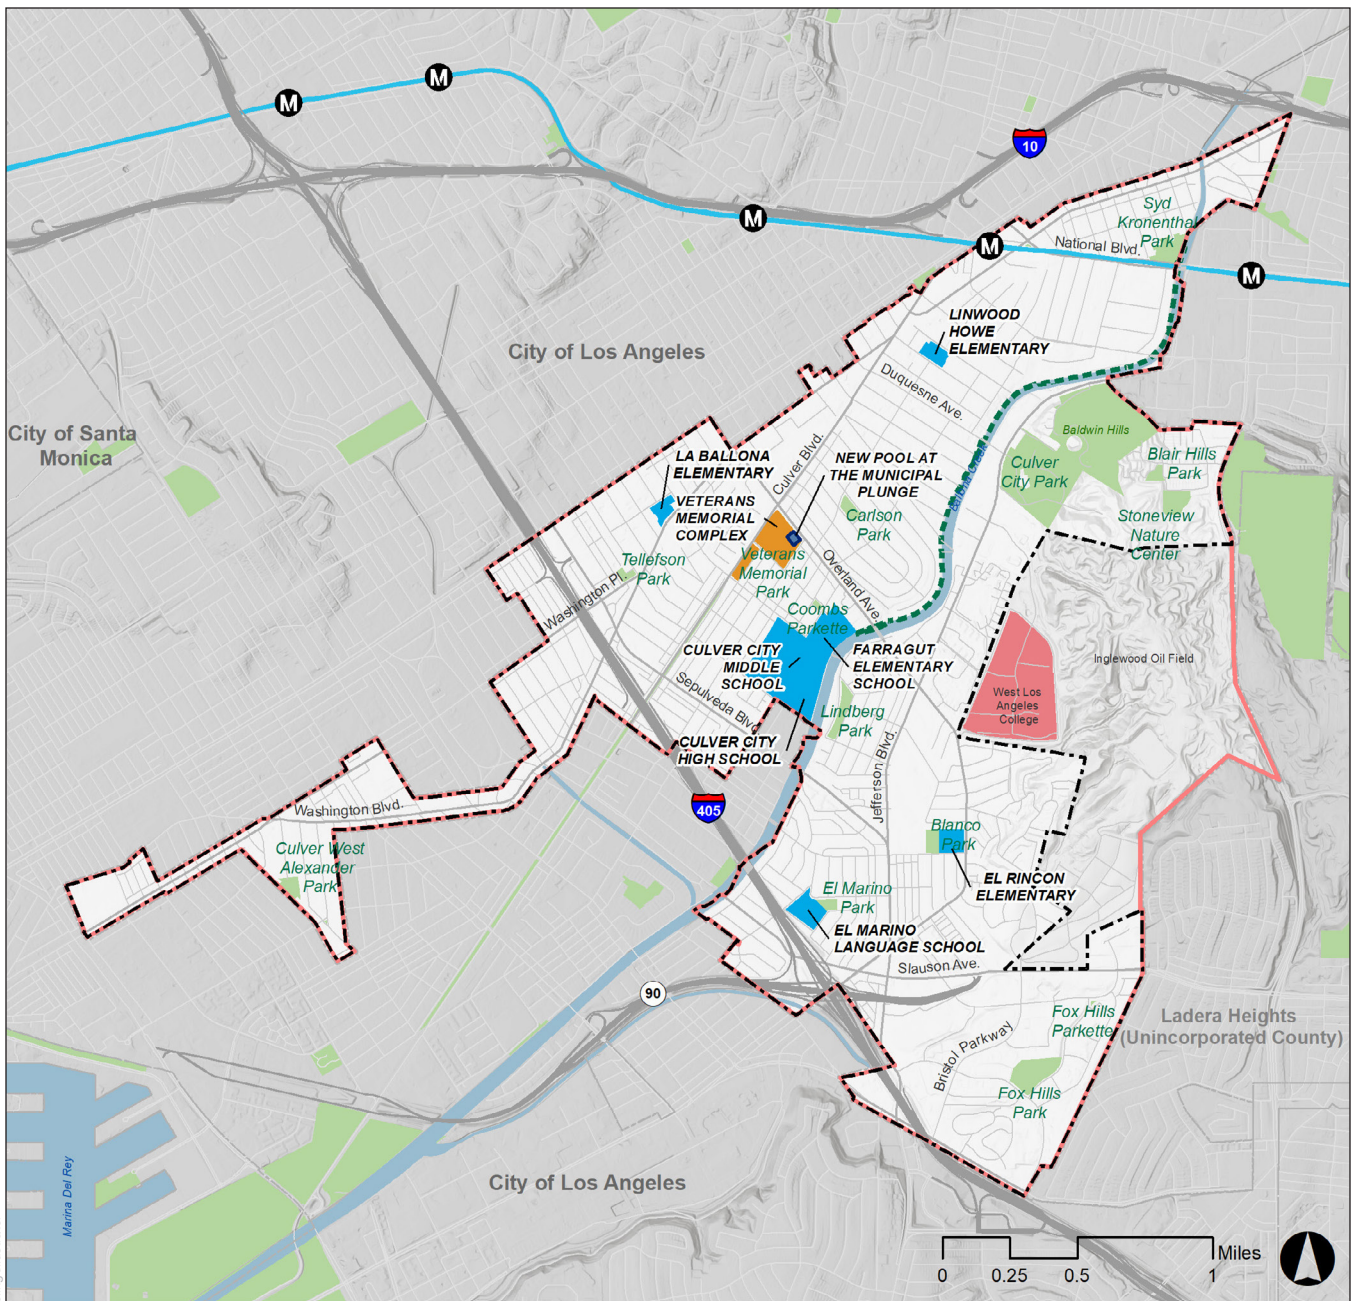 M
M
10
Syd
Kronenthal
Park
M
M
National Blvd.
M
LINWOOD
HOWE
ELEMENTARY
City of Los Angeles
Duquesne Ave.
City of Santa
Monica
Baldwin Hills
Culver Blvd.
LA BALLONA
ELEMENTARY
NEW POOL AT
THE MUNICIPAL
PLUNGE
Culver
City Park
Blair Hills
Park
Ballona Creek
VETERANS
MEMORIAL
COMPLEX
Carlson
Park
Stoneview
Nature
Center
Tellefson
Park
Veterans
Memorial
Park
Overland Ave.
Washington Pl.
Coombs
Parkette
CULVER CITY
MIDDLE
SCHOOL
FARRAGUT
ELEMENTARY
SCHOOL
Inglewood Oil Field
West Los
Angeles
College
Sepulveda Blvd.
Lindberg
Park
CULVER CITY
HIGH SCHOOL
Jefferson Blvd.
405
Washington Blvd.
Blanco
Park
Culver West
Alexander
Park
EL RINCON
ELEMENTARY
El Marino
Park
EL MARINO
LANGUAGE SCHOOL
Slauson Ave.
90
Fox Hills
Parkette
Ladera Heights
(Unincorporated County)
Bristol Parkway
Fox Hills
Park
Marina Del Rey
City of Los Angeles
Miles
0 0.25 0.5 1